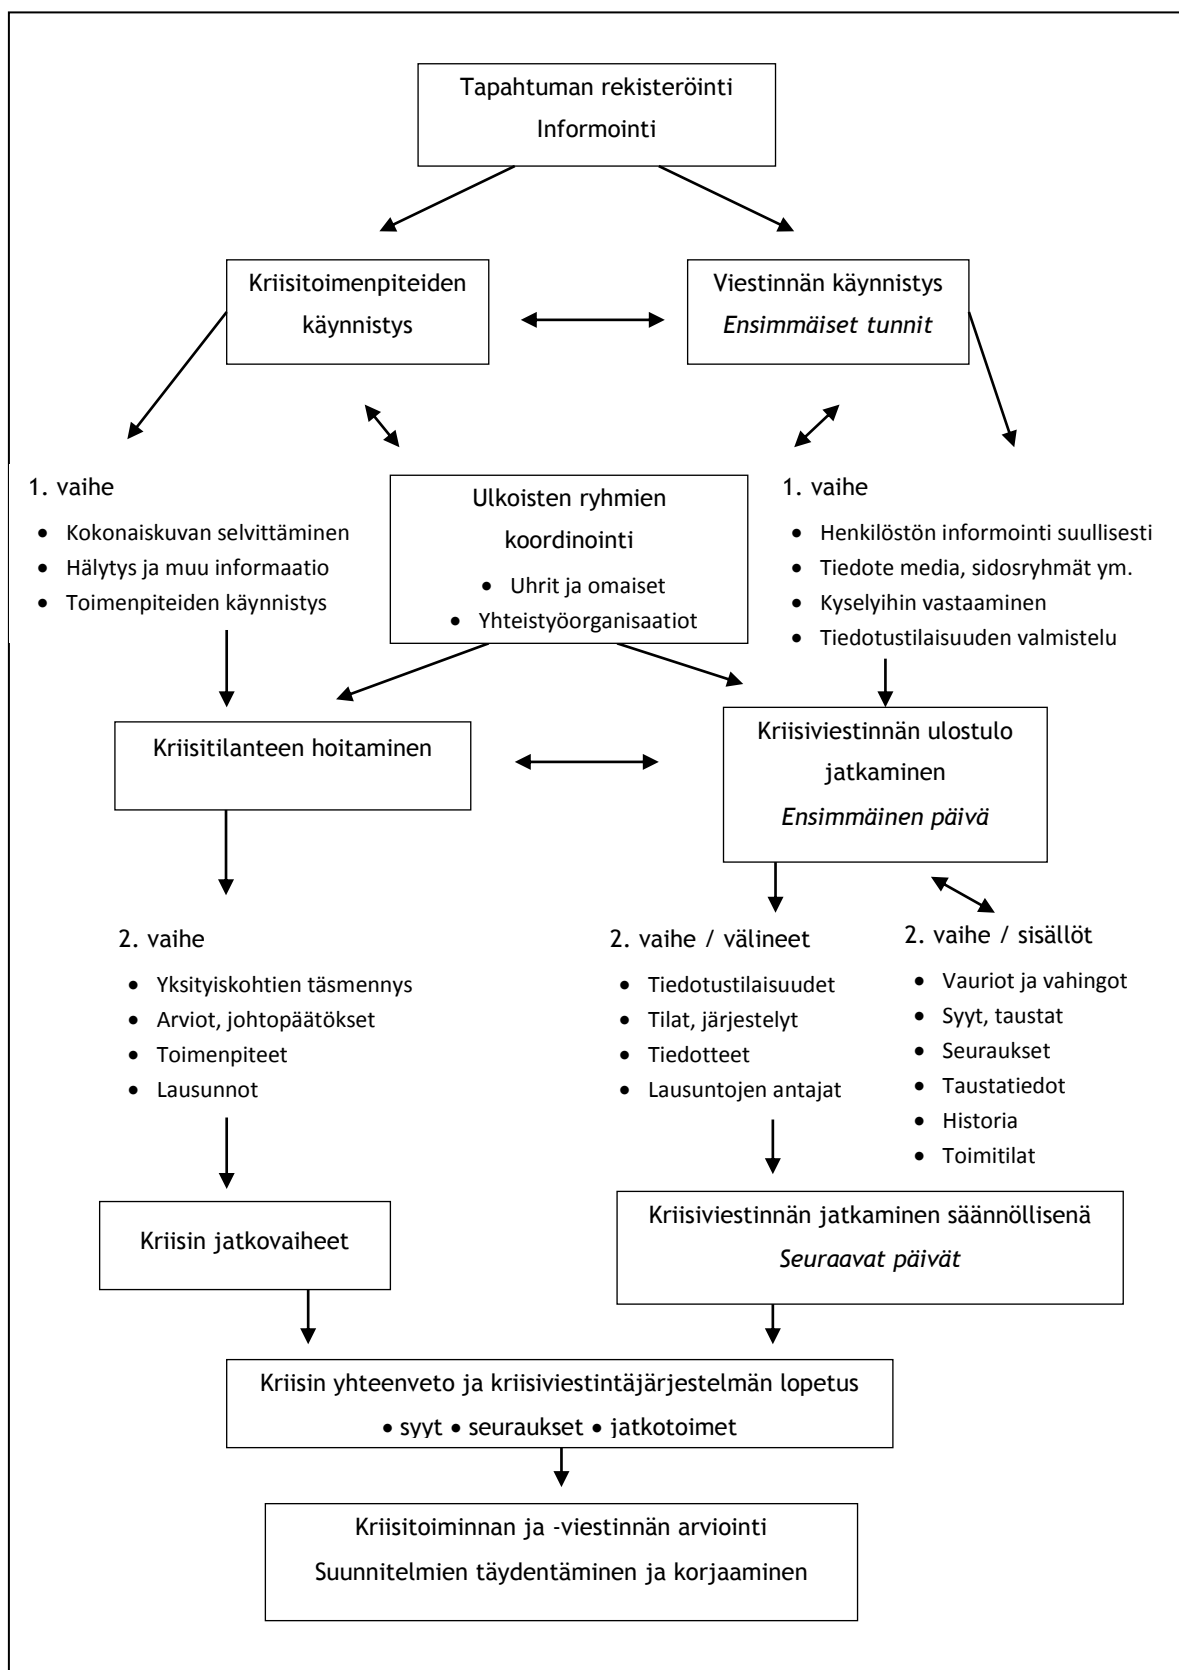 Tapahtuman rekisteröinti
Informointi
Kriisitoimenpiteiden
käynnistys
Viestinnän käynnistys
Ensimmäiset tunnit
1. vaihe
• Kokonaiskuvan selvittäminen
• Hälytys ja muu informaatio
• Toimenpiteiden käynnistys
Ulkoisten ryhmien
koordinointi
• Uhrit ja omaiset
• Yhteistyöorganisaatiot
1. vaihe
• Henkilöstön informointi suullisesti
• Tiedote media, sidosryhmät ym.
• Kyselyihin vastaaminen
• Tiedotustilaisuuden valmistelu
Kriisitilanteen hoitaminen
Kriisiviestinnän ulostulo
jatkaminen
Ensimmäinen päivä
2. vaihe
• Yksityiskohtien täsmennys
• Arviot, johtopäätökset
• Toimenpiteet
• Lausunnot
2. vaihe / välineet
• Tiedotustilaisuudet
• Tilat, järjestelyt
• Tiedotteet
• Lausuntojen antajat
2. vaihe / sisällöt
• Vauriot ja vahingot
• Syyt, taustat
• Seuraukset
• Taustatiedot
• Historia
• Toimitilat
Kriisin jatkovaiheet
Kriisiviestinnän jatkaminen säännöllisenä
Seuraavat päivät
Kriisin yhteenveto ja kriisiviestintäjärjestelmän lopetus
• syyt • seuraukset • jatkotoimet
Kriisitoiminnan ja -viestinnän arviointi
Suunnitelmien täydentäminen ja korjaaminen